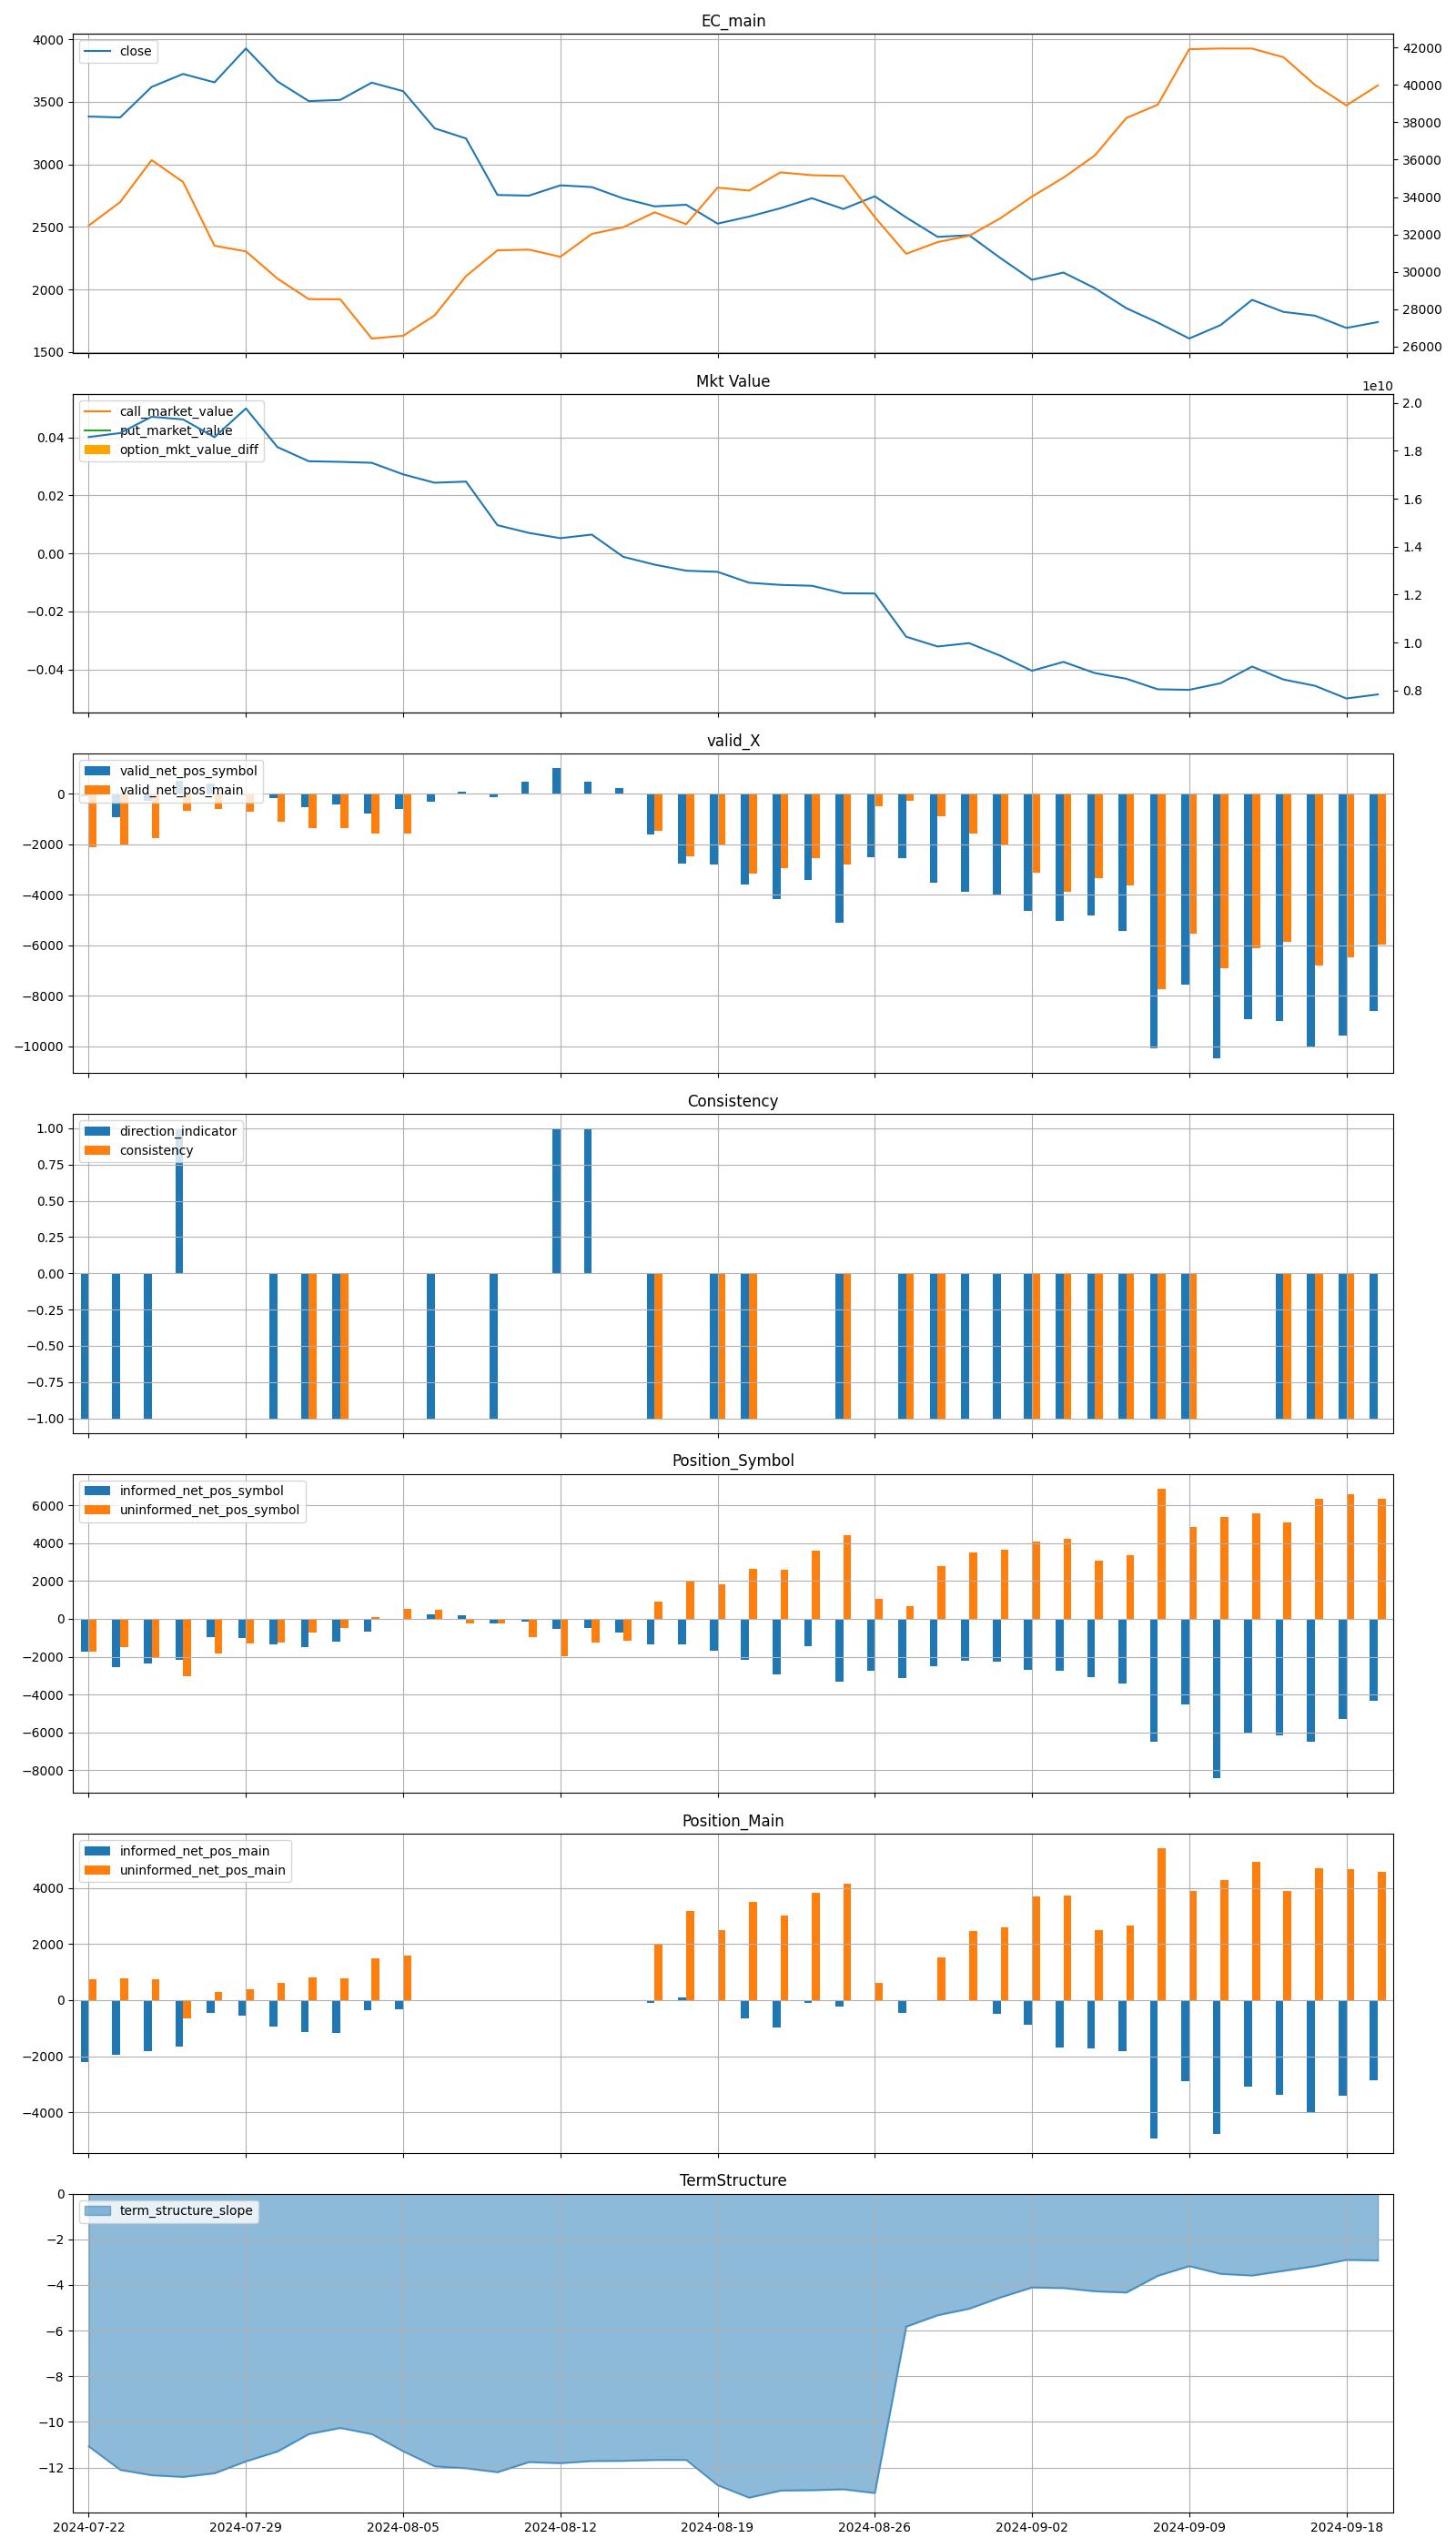 EC_main
close
4000
3500
3000
2500
2000
1500
42000
40000
38000
36000
34000
32000
30000
28000
26000
Mkt Value
1e10
call_market_value
put_market_value
option_mkt_value_diff
0.04
0.02
0.00
−0.02
−0.04
2.0
1.8
1.6
1.4
1.2
1.0
0.8
valid_X
valid_net_pos_symbol
valid_net_pos_main
0
−2000
−4000
−6000
−8000
−10000
Consistency
direction_indicator
consistency
1.00
0.75
0.50
0.25
0.00
−0.25
−0.50
−0.75
−1.00
Position_Symbol
informed_net_pos_symbol
uninformed_net_pos_symbol
6000
4000
2000
0
−2000
−4000
−6000
−8000
Position_Main
informed_net_pos_main
uninformed_net_pos_main
4000
2000
0
−2000
−4000
TermStructure
term_structure_slope
0
−2
−4
−6
−8
−10
−12
2024-07-22 2024-07-29 2024-08-05 2024-08-12 2024-08-19 2024-08-26 2024-09-02 2024-09-09 2024-09-18